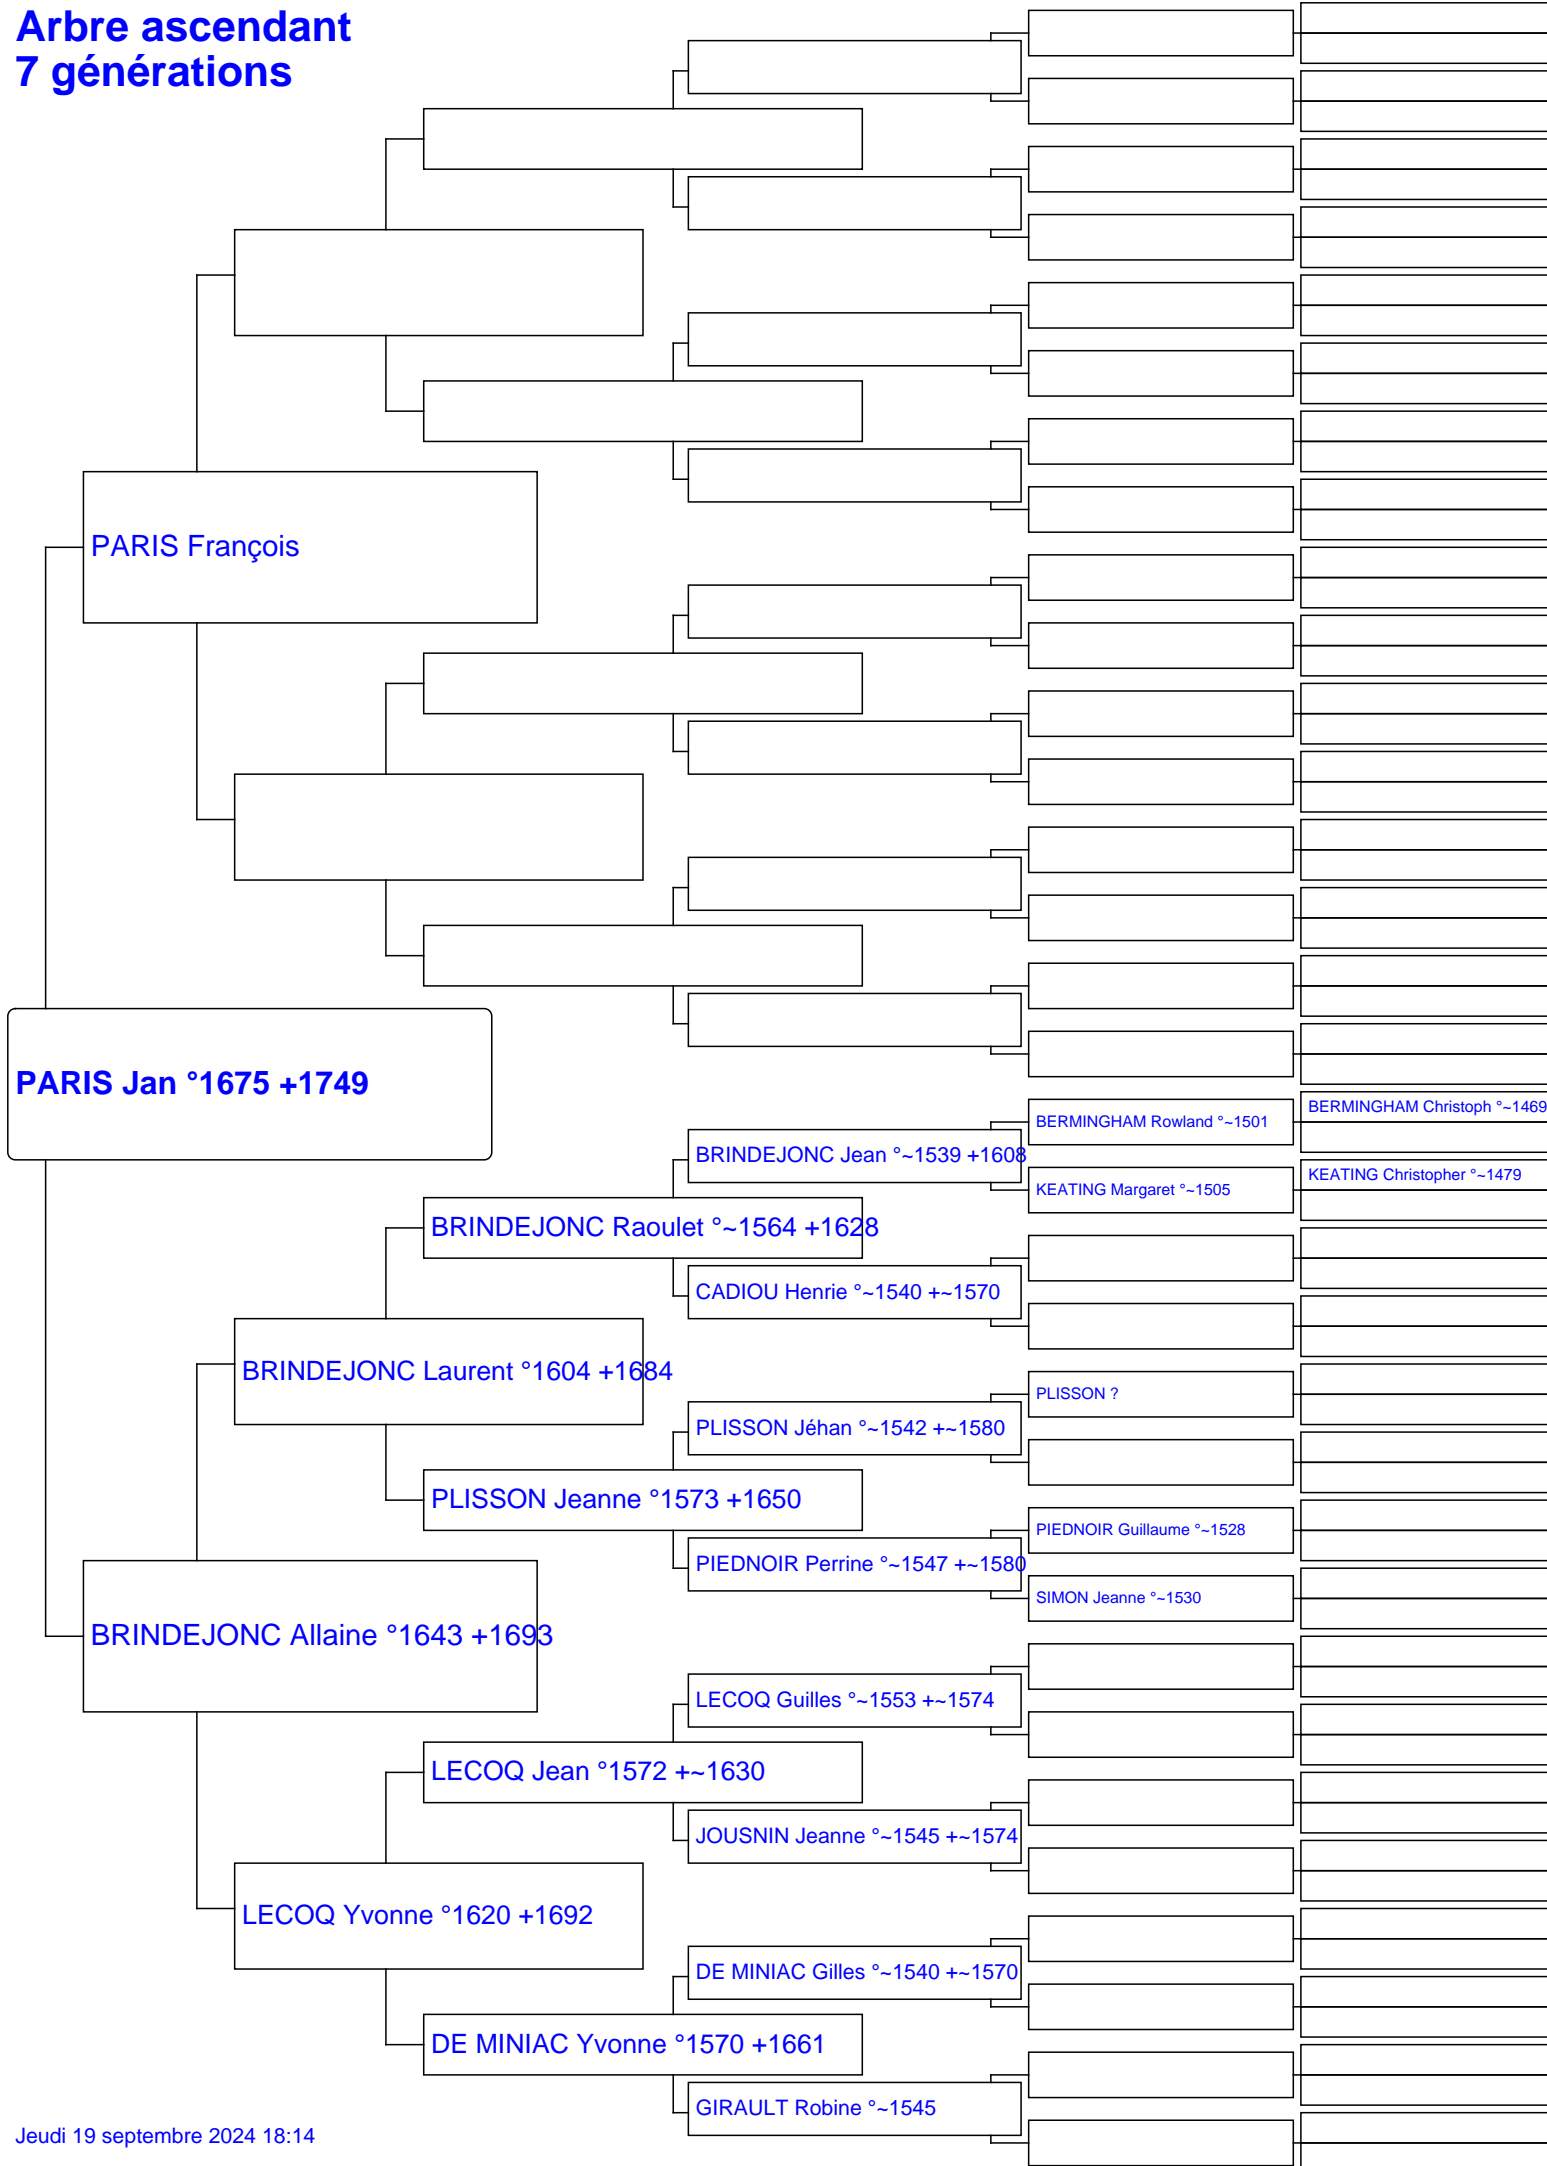 Arbre ascendant
7 générations
PARIS François
PARIS Jan °1675 +1749
BERMINGHAM Christoph °~1469
BERMINGHAM Rowland °~1501
BRINDEJONC Jean °~1539 +1608
KEATING Christopher °~1479
KEATING Margaret °~1505
BRINDEJONC Raoulet °~1564 +1628
CADIOU Henrie °~1540 +~1570
BRINDEJONC Laurent °1604 +1684
PLISSON ?
PLISSON Jéhan °~1542 +~1580
PLISSON Jeanne °1573 +1650
PIEDNOIR Guillaume °~1528
PIEDNOIR Perrine °~1547 +~1580
SIMON Jeanne °~1530
BRINDEJONC Allaine °1643 +1693
LECOQ Guilles °~1553 +~1574
LECOQ Jean °1572 +~1630
JOUSNIN Jeanne °~1545 +~1574
LECOQ Yvonne °1620 +1692
DE MINIAC Gilles °~1540 +~1570
DE MINIAC Yvonne °1570 +1661
GIRAULT Robine °~1545
Jeudi 19 septembre 2024 18:14